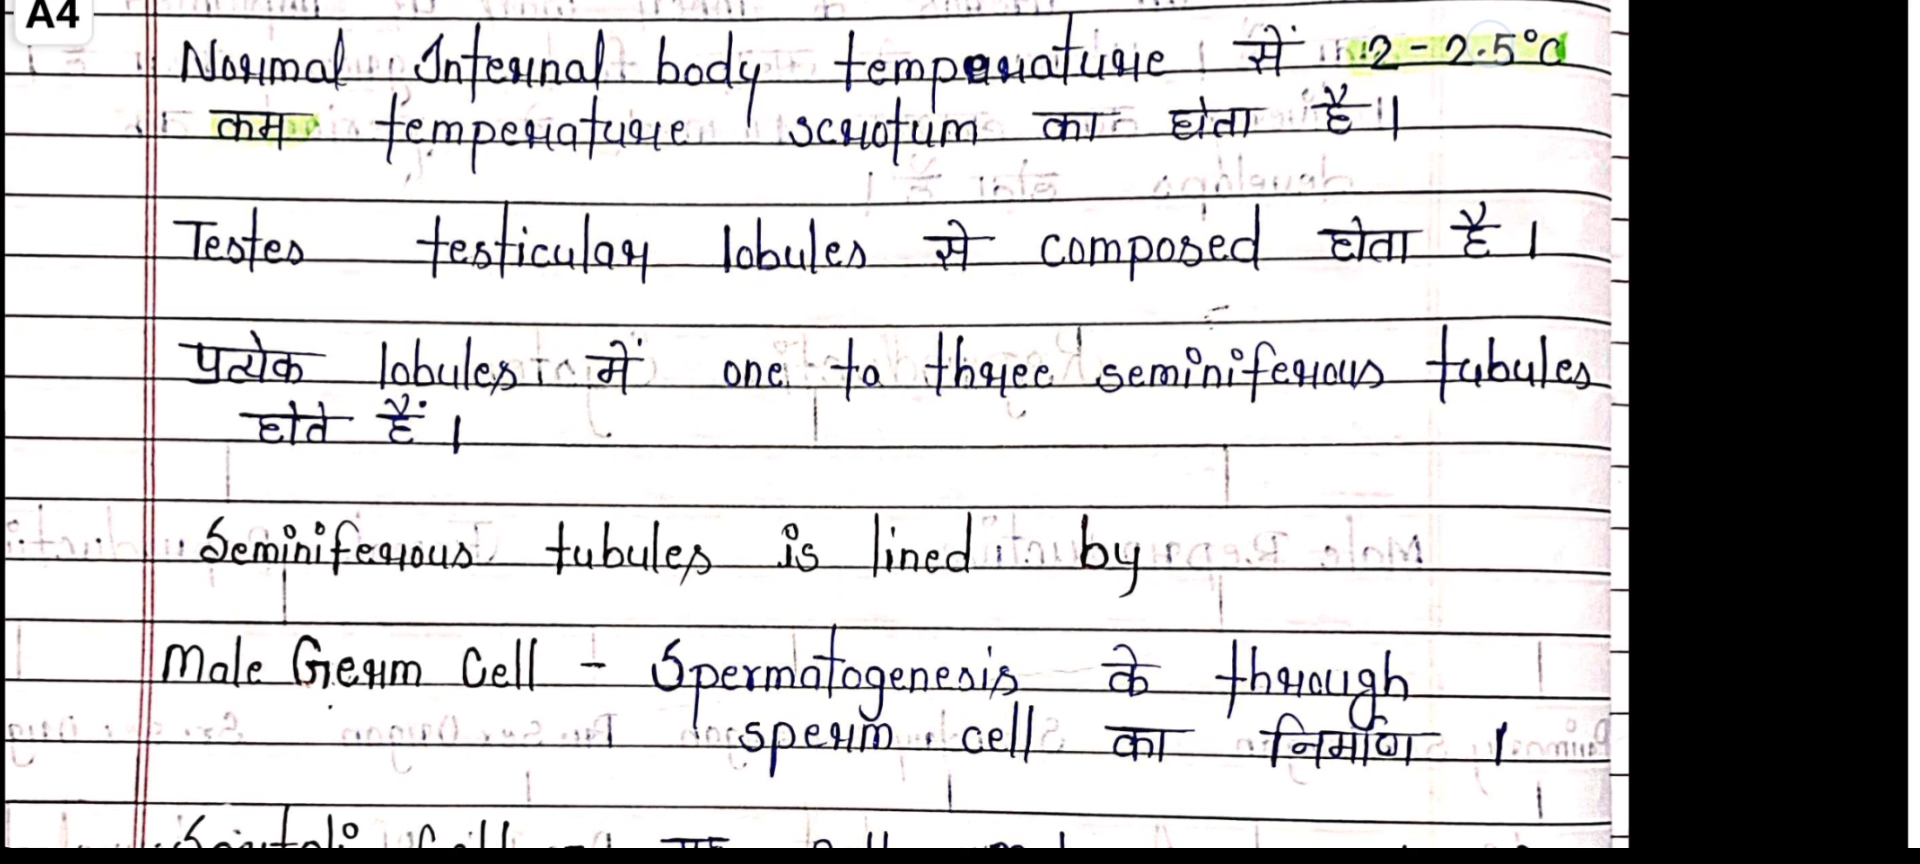 A4
Normal Internal body temperature से 2 - 2.5°C
कम temperature scrotum का होता है।
Testes testicular lobules से composed होता है।
प्रत्येक lobules में one to three seminiferous tubules
होते हैं।
Seminiferous tubules is lined by
Male Germ Cell - Spermatogenesis के through
sperm cell का निर्माण।